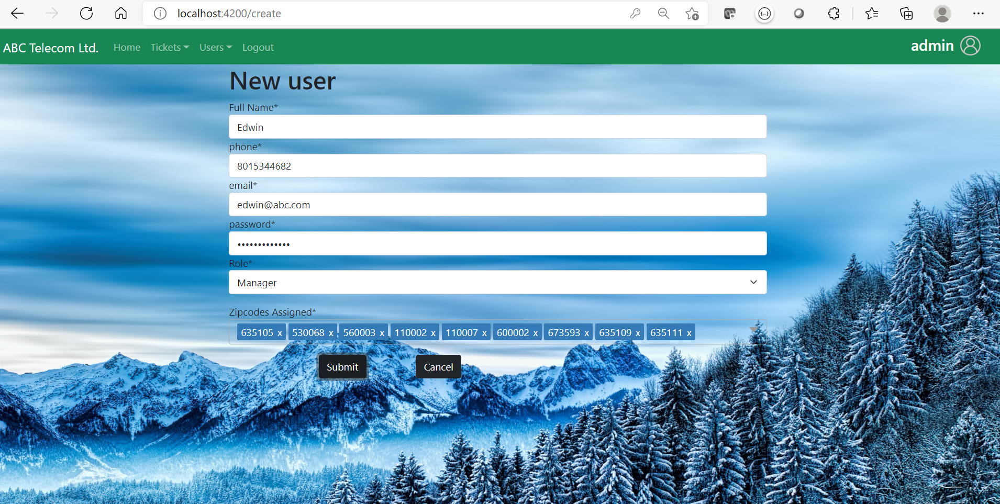 localhost:4200/create
ABC Telecom Ltd. Home Tickets Users Logout admin
New user
Full Name*
Edwin
phone*
8015344682
email*
edwin@abc.com
password*
•••••••••••••
Role*
Manager
Zipcodes Assigned*
635105 x 530068 x 560003 x 110002 x 110007 x 600002 x 673593 x 635109 x 635111 x
Submit Cancel